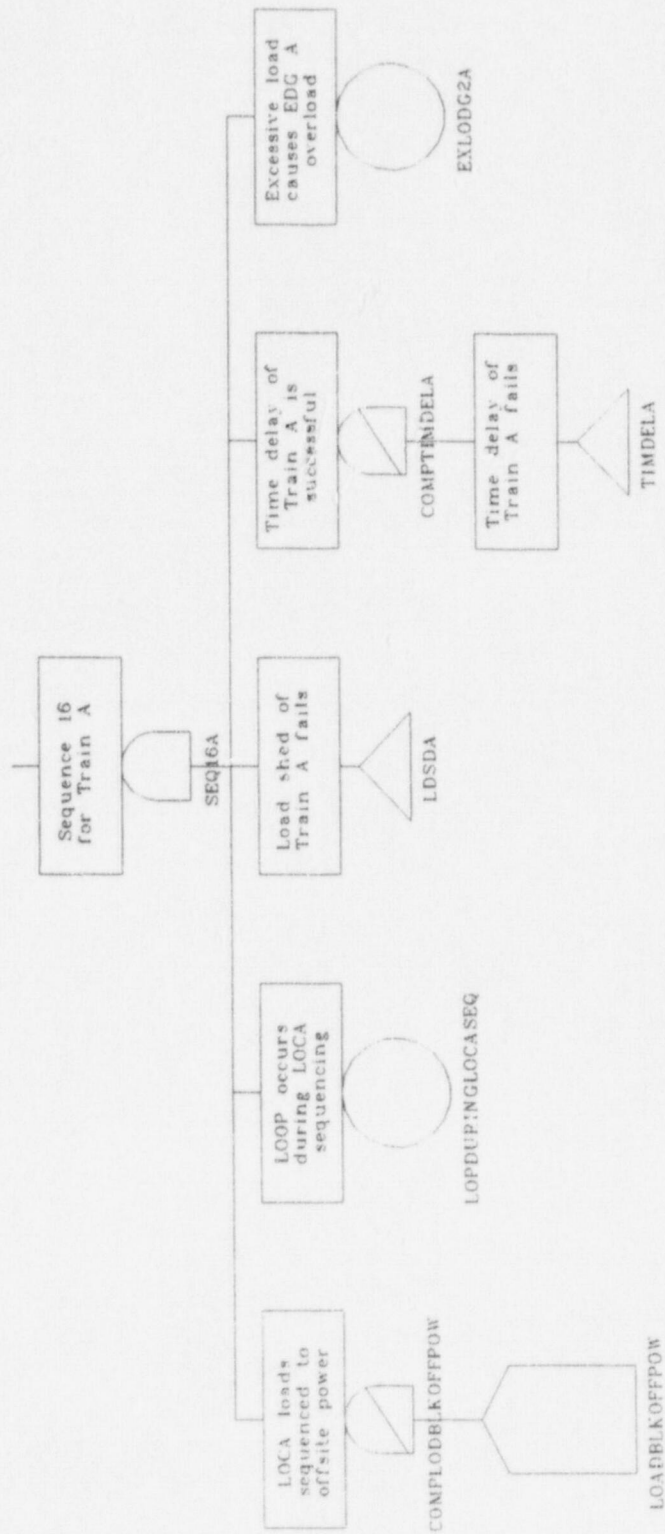 Sequence 16
for Train A
SEQ16A
LOCA loads
sequenced to
offsite power
COMPLODBLKOFFPOW
LOADBLKOFFPOW
LOOP occurs
during LOCA
sequencing
LOPDUPINGLOCASEQ
Load shed of
Train A fails
LDSDA
Time delay of
Train A is
successful
COMPTIMDELA
Time delay of
Train A fails
TIMDELA
Excessive load
causes EDG A
overload
EXLODG2A